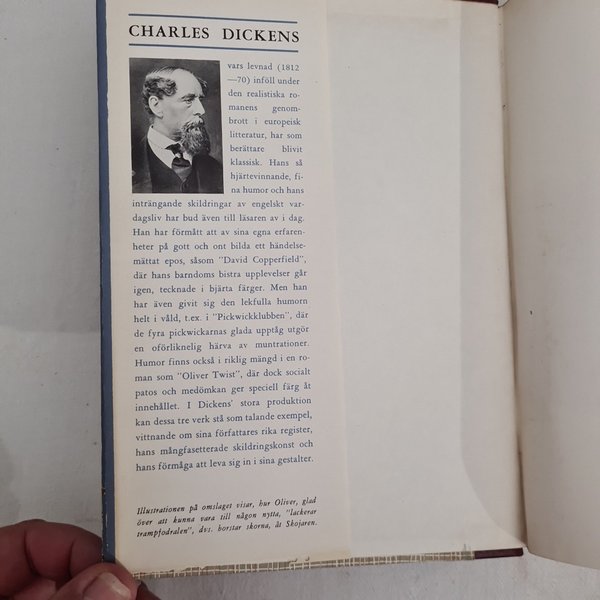 CHARLES DICKENS
vars levnad (1812
—70) inföll under
den realistiska ro-
manens genom-
brott i europeisk
litteratur, har som
berättare blivit
klassisk. Hans så
hjärtevinnande, fi-
na humor och hans
inträngande skildringar av engelskt var-
dagsliv har bud även till läsaren av i dag.
Han har förmått att av sina egna erfaren-
heter på gott och ont bilda ett händelse-
mättat epos, såsom "David Copperfield",
där hans barndoms bistra upplevelser går
igen, tecknade i bjärta färger. Men han
har även givit sig den lekfulla humorn
helt i våld, t.ex. i "Pickwickklubben", där
de fyra pickwickarnas glada upptåg utgör
en oförliknelig härva av muntrationer.
Humor finns också i riklig mängd i en ro-
man som "Oliver Twist", där dock socialt
patos och medömkan ger speciell färg åt
innehållet. I Dickens' stora produktion
kan dessa tre verk stå som talande exempel,
vittnande om sina författares rika register,
hans mångfasetterade skildringskonst och
hans förmåga att leva sig in i sina gestalter.
Illustrationen på omslaget visar, hur Oliver, glad
över att kunna vara till någon nytta, "lackerar
trampfodralen", dvs. borstar skorna, åt Skojaren.